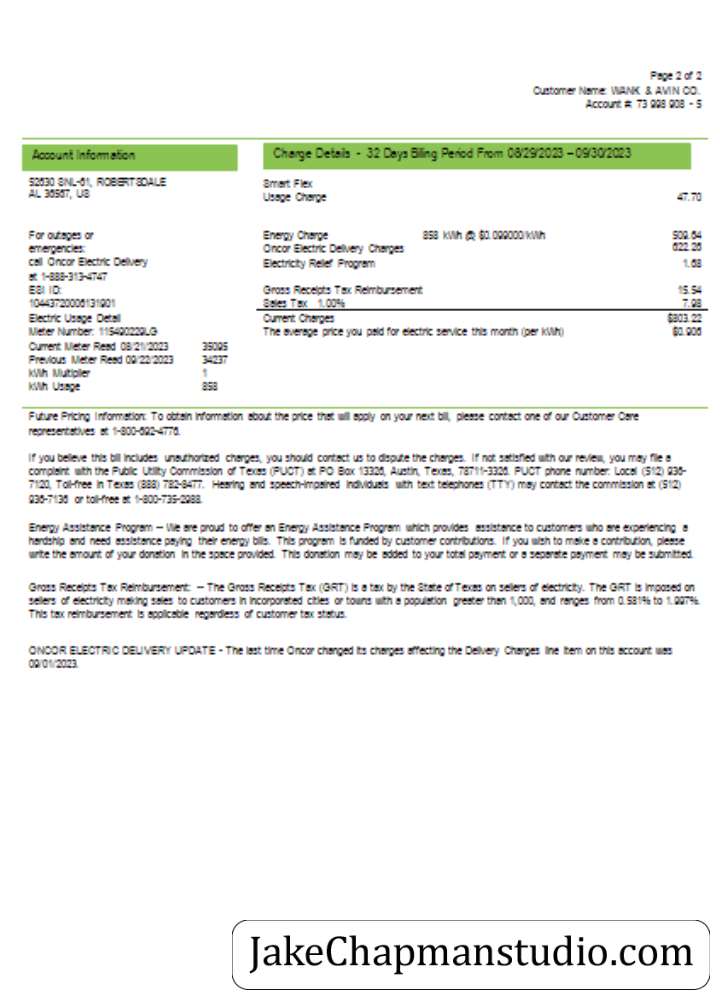 Page 2 of 2
Customer Name: WANK & AVIN CO.
Account #: 73 998 908 - 5
Account Information
Charge Details - 32 Days Billing Period From 08/29/2023 – 09/30/2023
52630 SNL-61, ROBERTSDALE
AL 36567, US
Smart Flex
Usage Charge 47.70
For outages or
emergencies:
call Oncor Electric Delivery
at 1-888-313-4747
ESI ID:
10443720006131901
Energy Charge 858 kWh @ $0.099000/kWh 509.64
Oncor Electric Delivery Charges 622.26
Electricity Relief Program 1.68
Gross Receipts Tax Reimbursement 15.54
Sales Tax 1.00% 7.98
Current Charges $803.22
The average price you paid for electric service this month (per kWh) $0.906
Electric Usage Detail
Meter Number: 115490229LG
Current Meter Read 08/21/2023 35095
Previous Meter Read 09/22/2023 34237
kWh Multiplier 1
kWh Usage 858
Future Pricing Information: To obtain information about the price that will apply on your next bill, please contact one of our Customer Care
representatives at 1-800-692-4776.
If you believe this bill includes unauthorized charges, you should contact us to dispute the charges. If not satisfied with our review, you may file a
complaint with the Public Utility Commission of Texas (PUCT) at PO Box 13326, Austin, Texas, 78711-3326. PUCT phone number: Local (512) 936-
7120, Toll-free in Texas (888) 782-8477. Hearing and speech-impaired individuals with text telephones (TTY) may contact the commission at (512)
936-7136 or toll-free at 1-800-735-2988.
Energy Assistance Program – We are proud to offer an Energy Assistance Program which provides assistance to customers who are experiencing a
hardship and need assistance paying their energy bills. This program is funded by customer contributions. If you wish to make a contribution, please
write the amount of your donation in the space provided. This donation may be added to your total payment or a separate payment may be submitted.
Gross Receipts Tax Reimbursement: – The Gross Receipts Tax (GRT) is a tax by the State of Texas on sellers of electricity. The GRT is imposed on
sellers of electricity making sales to customers in incorporated cities or towns with a population greater than 1,000, and ranges from 0.581% to 1.997%.
This tax reimbursement is applicable regardless of customer tax status.
ONCOR ELECTRIC DELIVERY UPDATE - The last time Oncor changed its charges affecting the Delivery Charges line item on this account was
09/01/2023.
JakeChapmanstudio.com